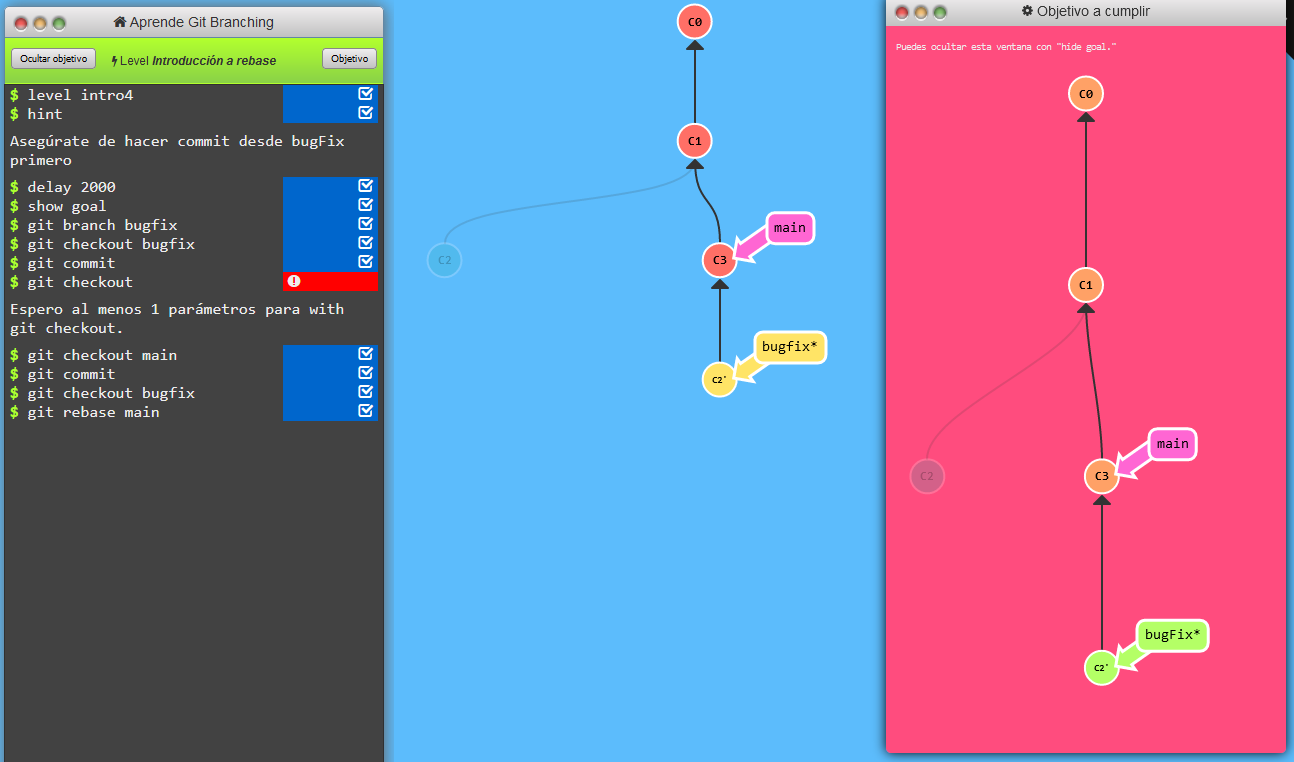 Aprende Git Branching
Ocultar objetivo
Level Introducción a rebase
Objetivo
$ level intro4
$ hint
Asegúrate de hacer commit desde bugFix
primero
$ delay 2000
$ show goal
$ git branch bugfix
$ git checkout bugfix
$ git commit
$ git checkout
Espero al menos 1 parámetros para with
git checkout.
$ git checkout main
$ git commit
$ git checkout bugfix
$ git rebase main
C0
C1
main
C2
C3
bugfix*
C2'
Objetivo a cumplir
Puedes ocultar esta ventana con "hide goal."
C0
C1
main
C2
C3
bugFix*
C2'